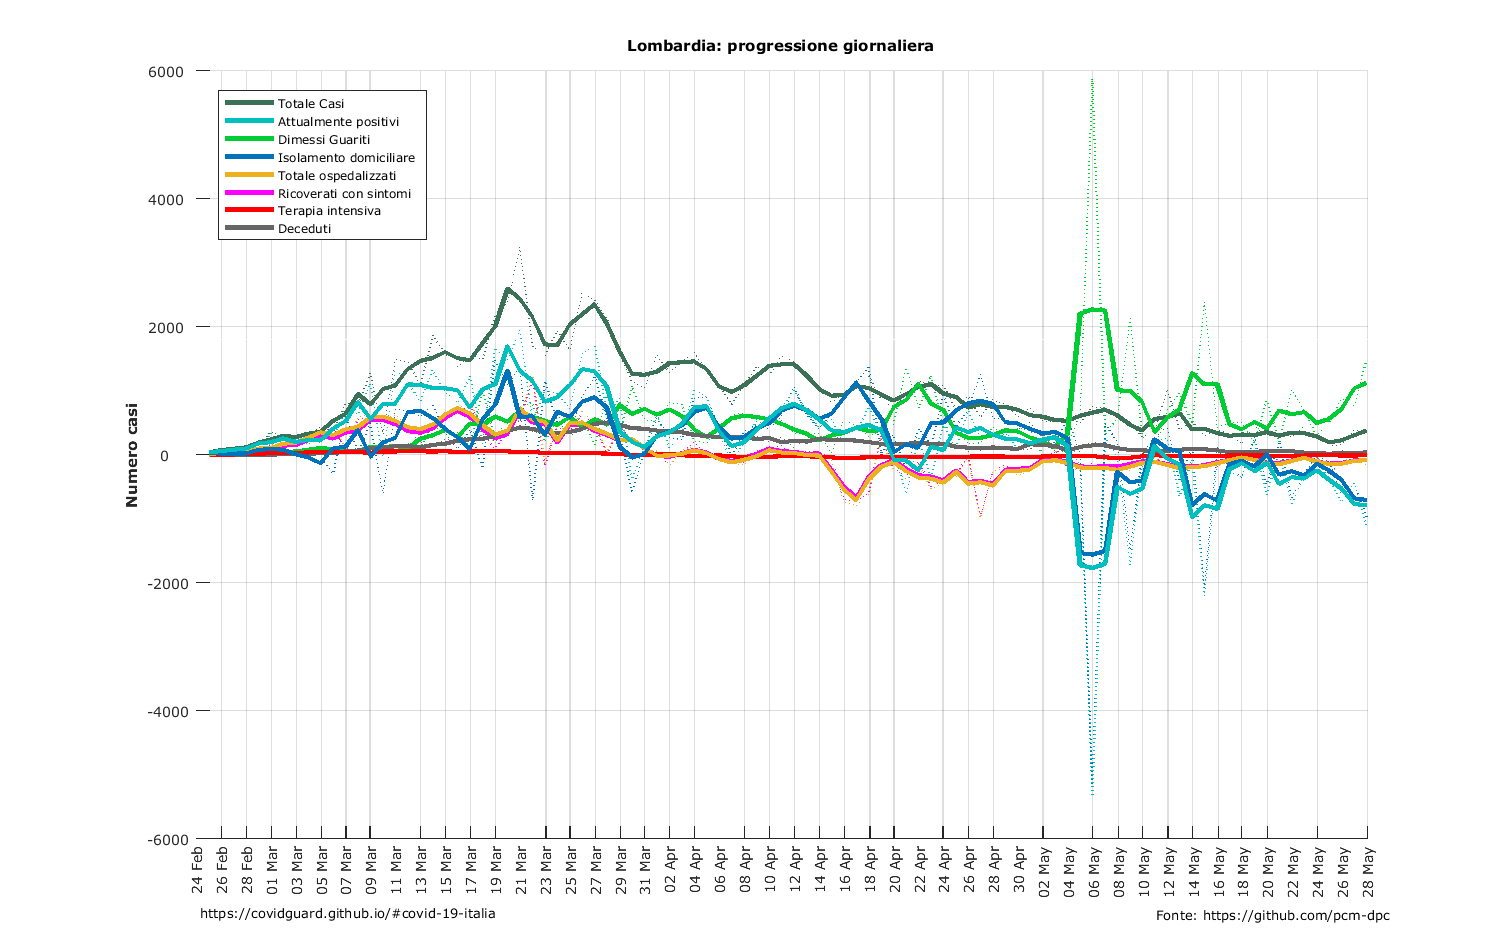 Lombardia: progressione giornaliera
6000
4000
2000
0
-2000
-4000
-6000
Numero casi
Totale Casi
Attualmente positivi
Dimessi Guariti
Isolamento domiciliare
Totale ospedalizzati
Ricoverati con sintomi
Terapia intensiva
Deceduti
24 Feb
26 Feb
28 Feb
01 Mar
03 Mar
05 Mar
07 Mar
09 Mar
11 Mar
13 Mar
15 Mar
17 Mar
19 Mar
21 Mar
23 Mar
25 Mar
27 Mar
29 Mar
31 Mar
02 Apr
04 Apr
06 Apr
08 Apr
10 Apr
12 Apr
14 Apr
16 Apr
18 Apr
20 Apr
22 Apr
24 Apr
26 Apr
28 Apr
30 Apr
02 May
04 May
06 May
08 May
10 May
12 May
14 May
16 May
18 May
20 May
22 May
24 May
26 May
28 May
https://covidguard.github.io/#covid-19-italia
Fonte: https://github.com/pcm-dpc